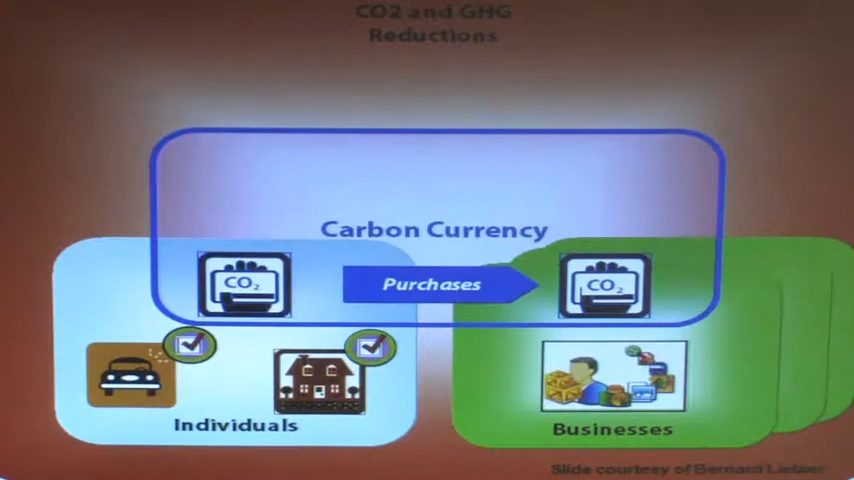 CO2 and GHG
Reductions
Carbon Currency
CO₂
Purchases
CO₂
Individuals
Businesses
Slide courtesy of Bernard Lietaer